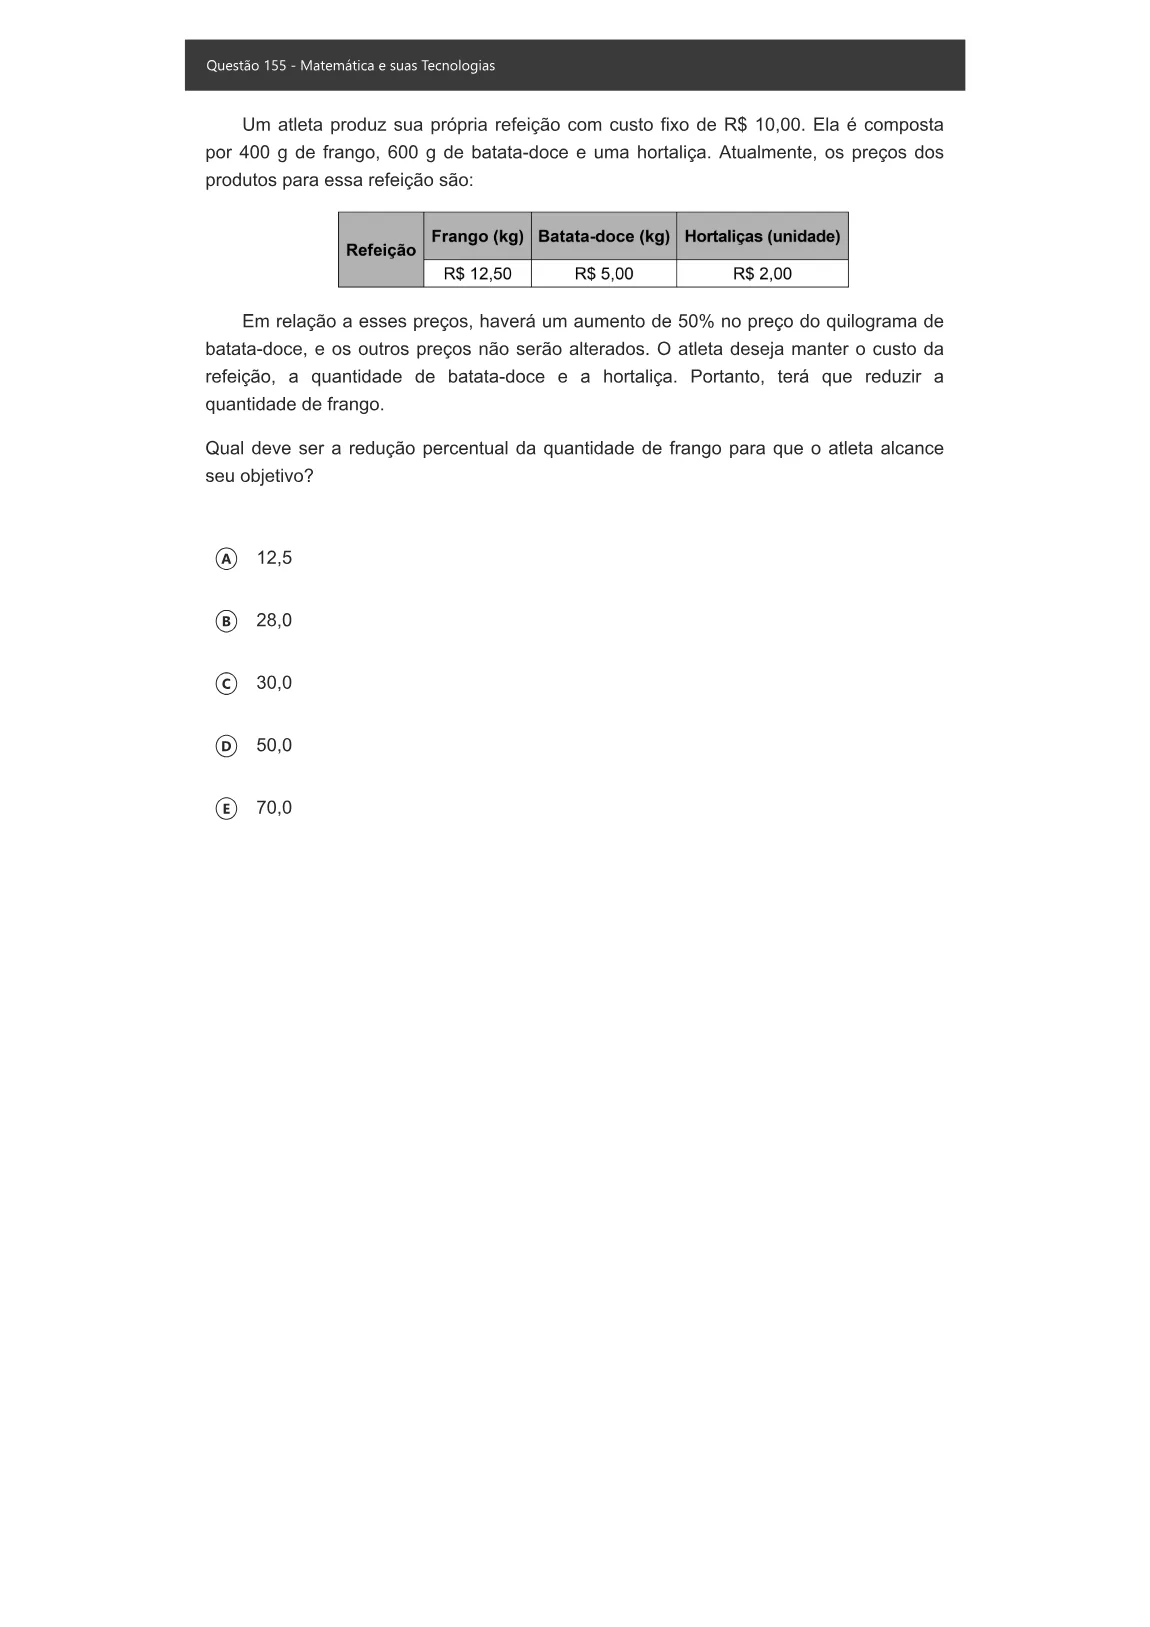 Questão 155 - Matemática e suas Tecnologias
Um atleta produz sua própria refeição com custo fixo de R$ 10,00. Ela é composta
por 400 g de frango, 600 g de batata-doce e uma hortaliça. Atualmente, os preços dos
produtos para essa refeição são:
Refeição
Frango (kg) Batata-doce (kg) Hortaliças (unidade)
R$ 12,50 R$ 5,00 R$ 2,00
Em relação a esses preços, haverá um aumento de 50% no preço do quilograma de
batata-doce, e os outros preços não serão alterados. O atleta deseja manter o custo da
refeição, a quantidade de batata-doce e a hortaliça. Portanto, terá que reduzir a
quantidade de frango.
Qual deve ser a redução percentual da quantidade de frango para que o atleta alcance
seu objetivo?
A 12,5
B 28,0
C 30,0
D 50,0
E 70,0